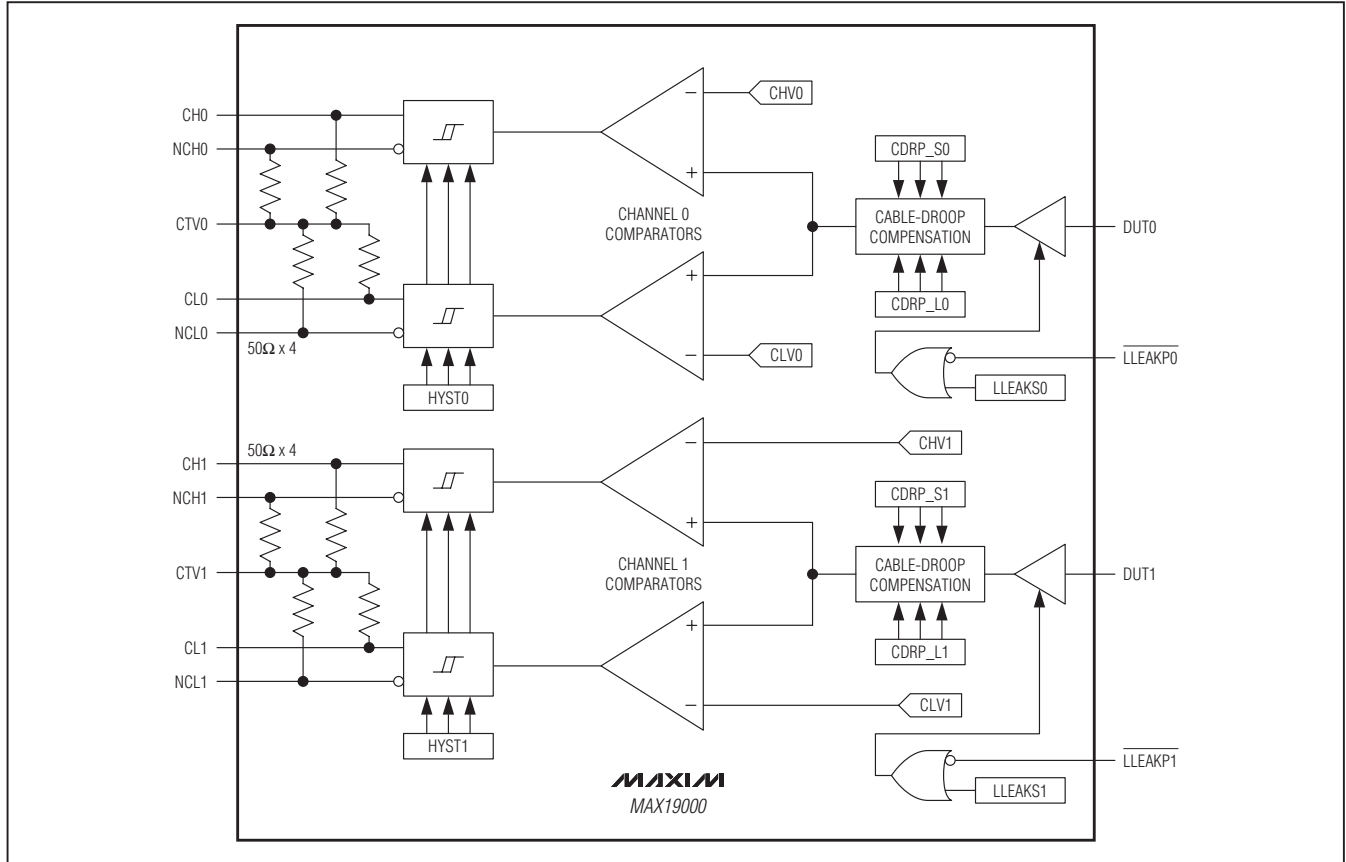 CH0
NCH0
CTV0
CL0
NCL0
50Ω x 4
HYST0
CHV0
CHANNEL 0
COMPARATORS
CLV0
CDRP_S0
CABLE-DROOP
COMPENSATION
CDRP_L0
DUT0
LLEAKP0
LLEAKS0
CH1
50Ω x 4
NCH1
CTV1
CL1
NCL1
HYST1
CHV1
CHANNEL 1
COMPARATORS
CLV1
CDRP_S1
CABLE-DROOP
COMPENSATION
CDRP_L1
DUT1
LLEAKP1
LLEAKS1
MAXIM
MAX19000